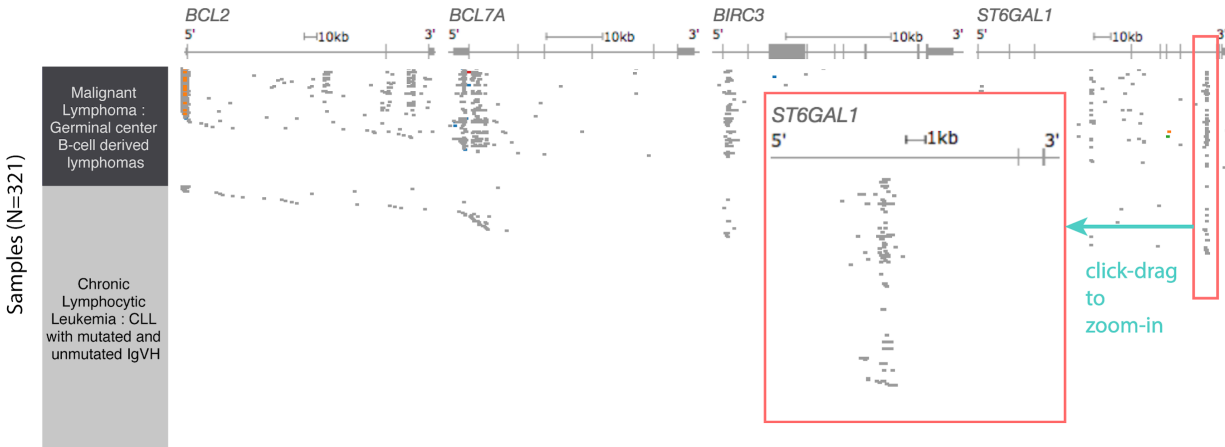 BCL2
BCL7A
BIRC3
ST6GAL1
5' 10kb 3'
5' 10kb 3'
5' 10kb 3'
5' 10kb 3'
Samples (N=321)
Malignant
Lymphoma :
Germinal center
B-cell derived
lymphomas
Chronic
Lymphocytic
Leukemia : CLL
with mutated and
unmutated IgVH
ST6GAL1
5' 1kb 3'
click-drag
to
zoom-in